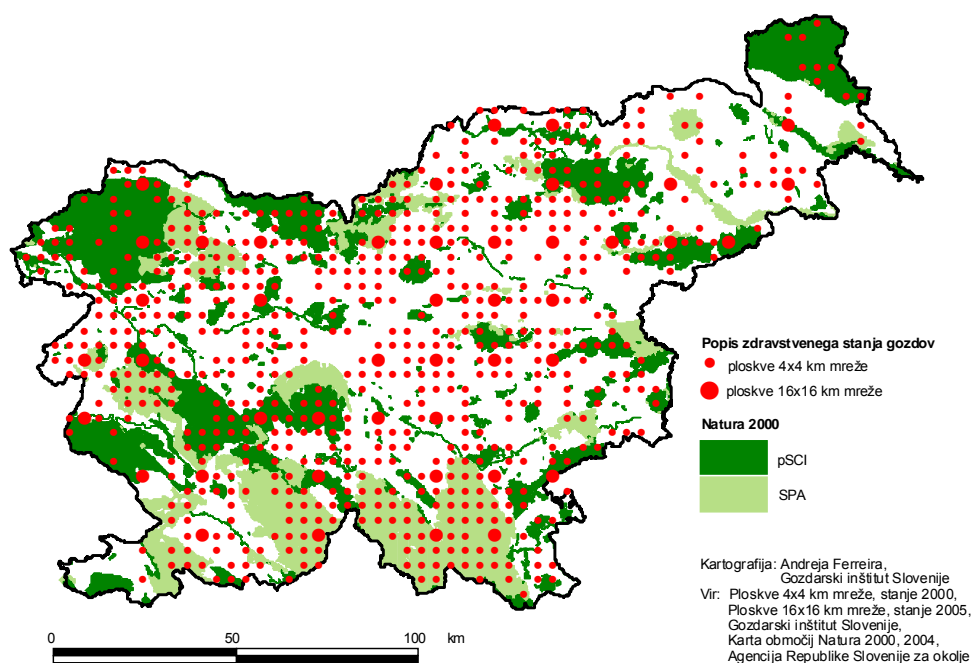 Popis zdravstvenega stanja gozdov
ploskve 4x4 km mreže
ploskve 16x16 km mreže
Natura 2000
pSCI
SPA
Kartografija: Andreja Ferreira,
Gozdarski inštitut Slovenije
Vir: Ploskve 4x4 km mreže, stanje 2000,
Ploskve 16x16 km mreže, stanje 2005,
Gozdarski inštitut Slovenije,
Karta območij Natura 2000, 2004,
Agencija Republike Slovenije za okolje
0 50 100 km